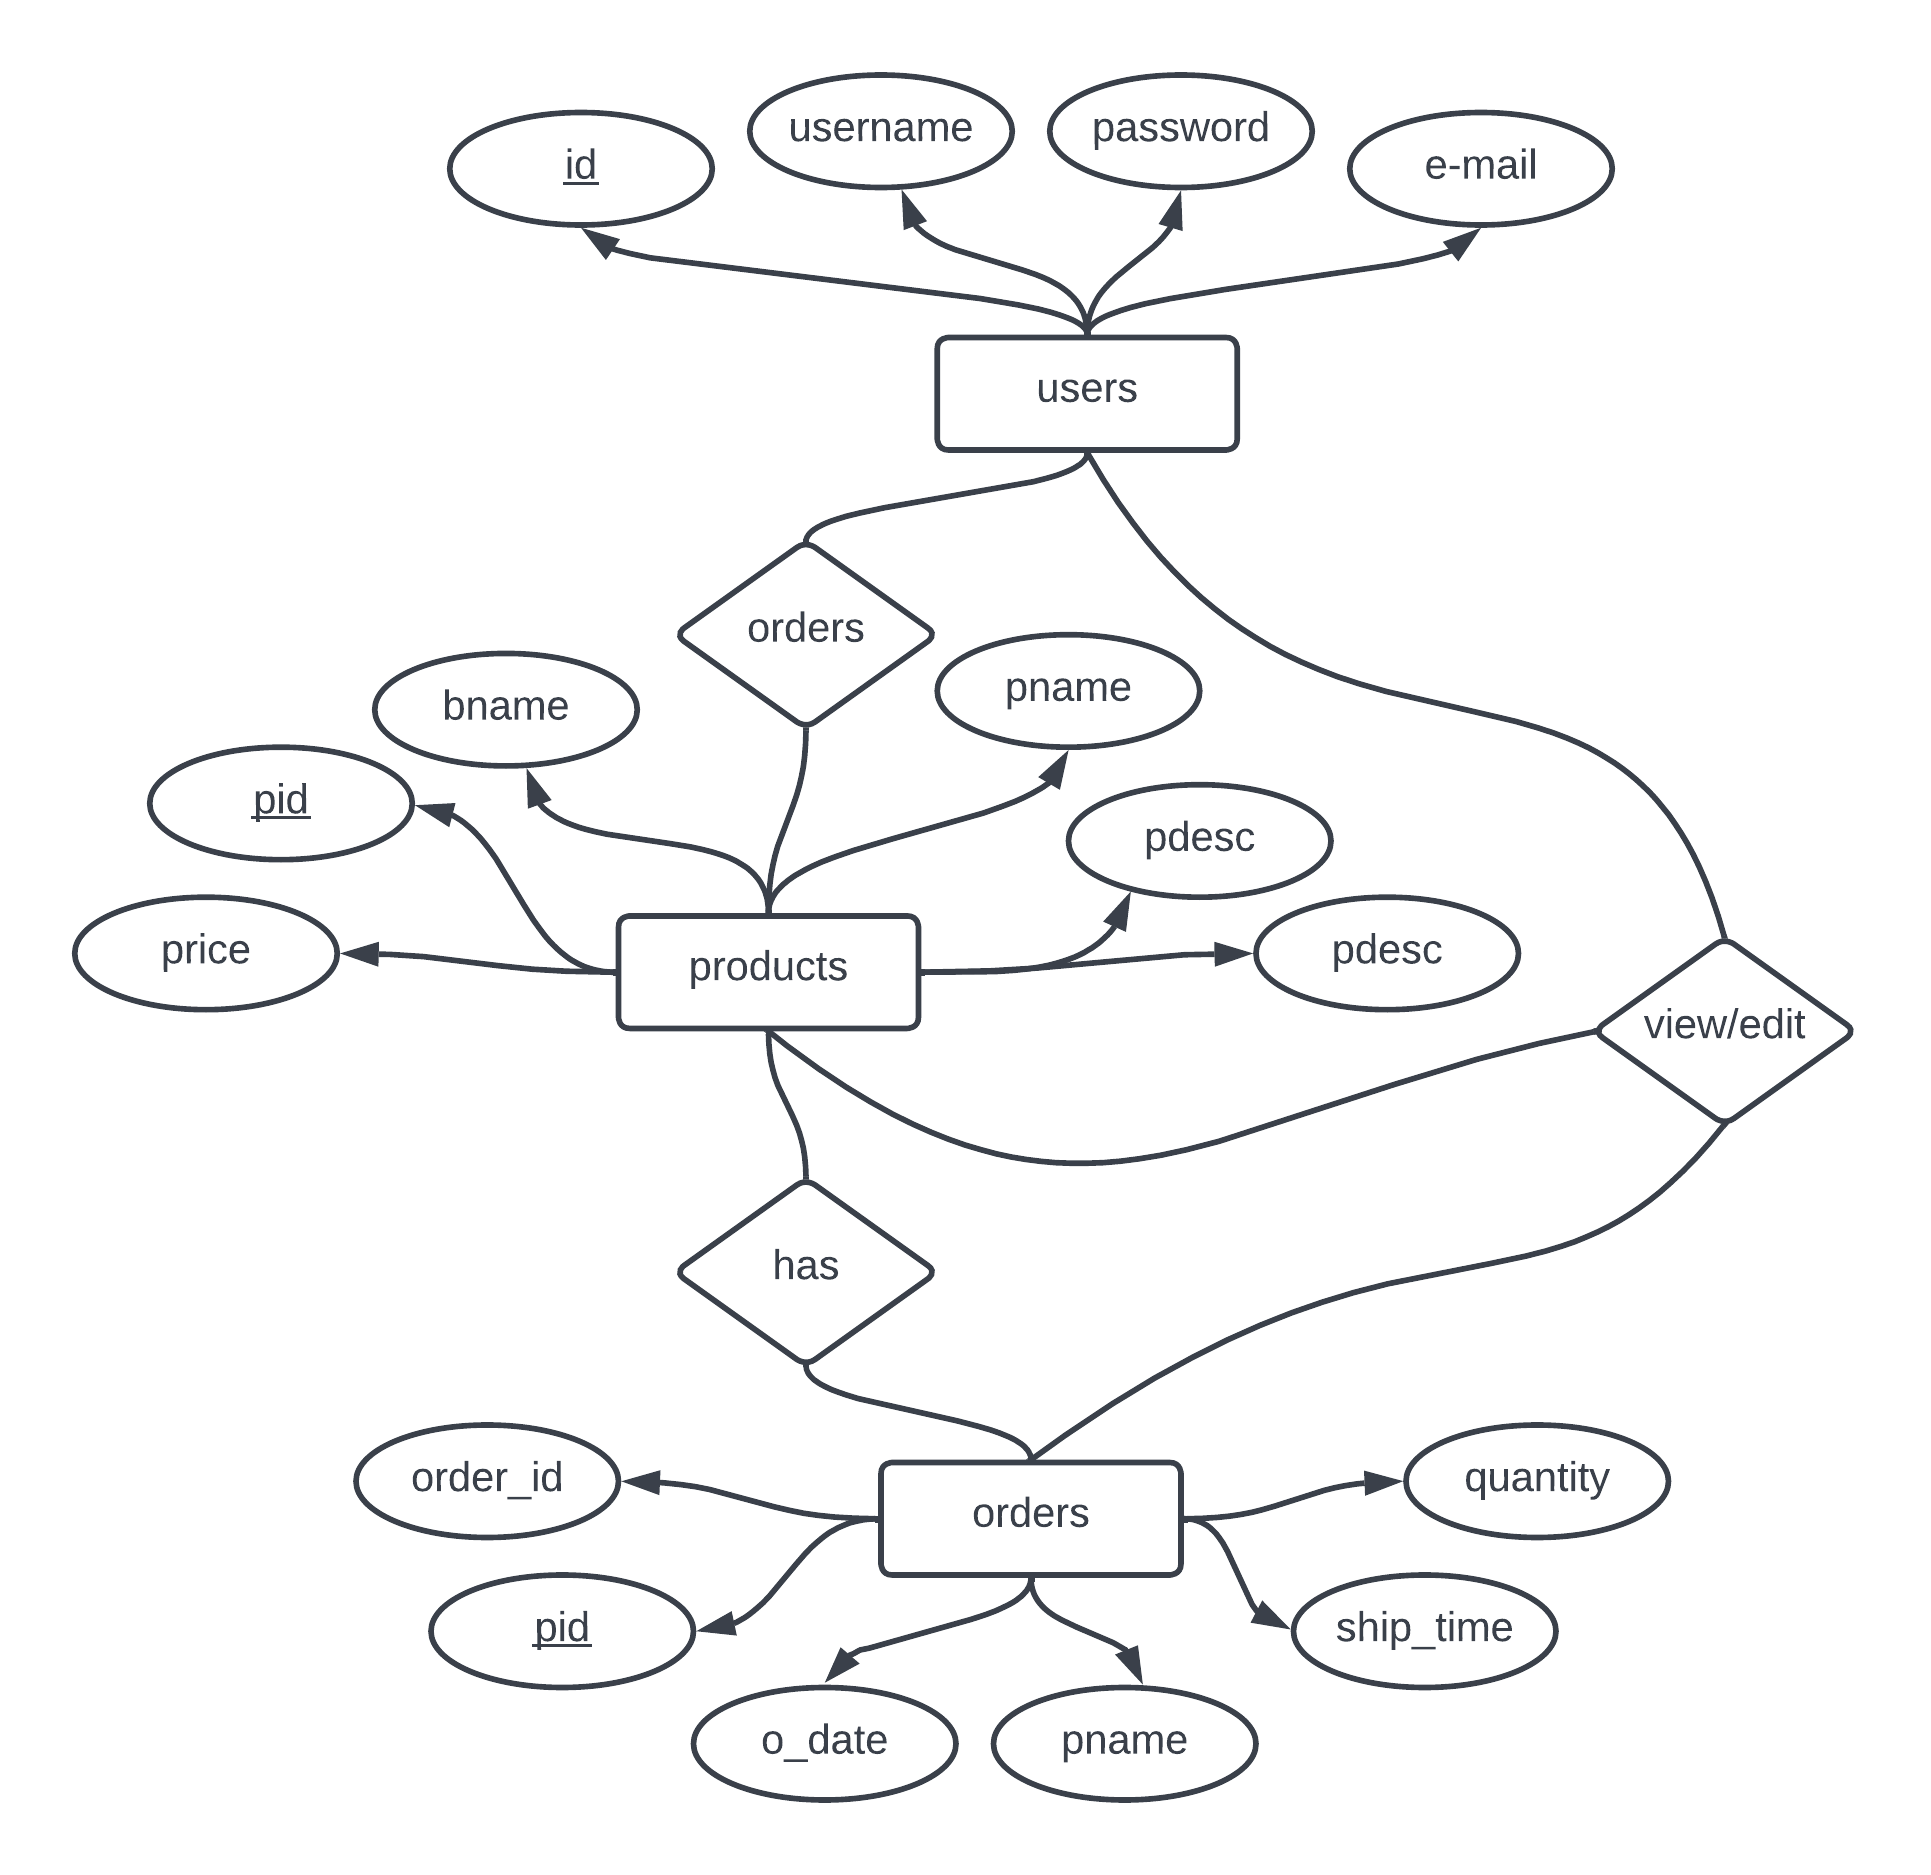 username
password
id
e-mail
users
orders
pname
bname
pid
pdesc
price
products
pdesc
view/edit
has
order_id
quantity
orders
pid
ship_time
o_date
pname